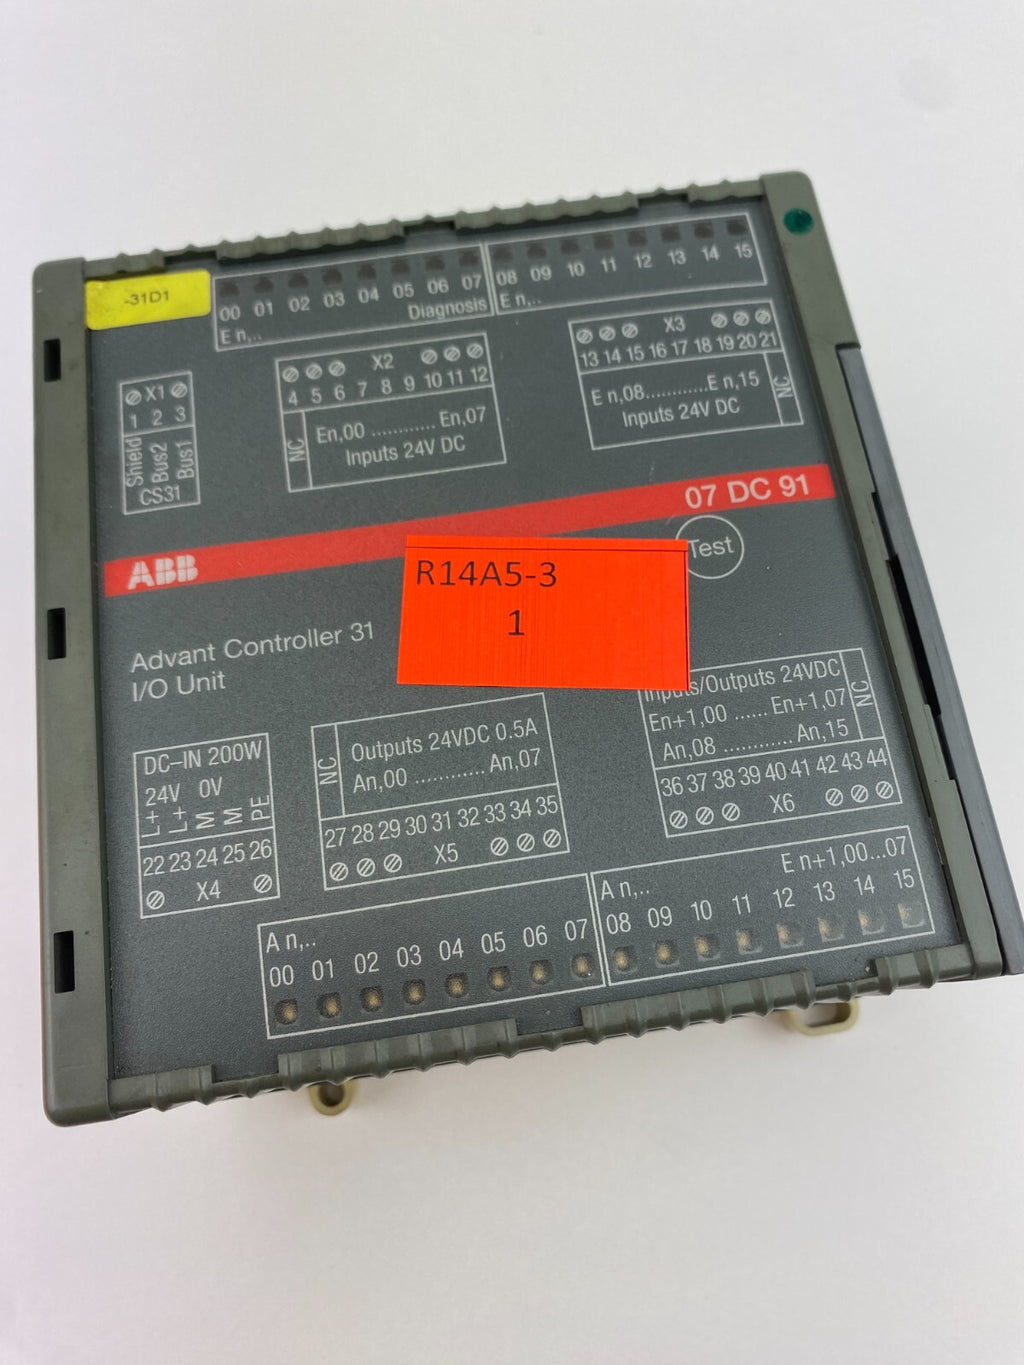 -31D1
00 01 02 03 04 05 06 07
E n,..
Diagnosis
08 09 10 11 12 13 14 15
E n,..
X1
1 2 3
Shield
Bus2
Bus1
CS31
X2
4 5 6 7 8 9 10 11 12
NC
En,00 ............ En,07
Inputs 24V DC
X3
13 14 15 16 17 18 19 20 21
E n,08...........E n,15
Inputs 24V DC
NC
07 DC 91
ABB
Test
R14A5-3
1
Advant Controller 31
I/O Unit
DC-IN 200W
24V 0V
L+
L+
M
M
PE
22 23 24 25 26
X4
NC
Outputs 24VDC 0.5A
An,00 ............ An,07
27 28 29 30 31 32 33 34 35
X5
Inputs/Outputs 24VDC
En+1,00 ...... En+1,07
An,08 ............ An,15
NC
36 37 38 39 40 41 42 43 44
X6
A n,..
00 01 02 03 04 05 06 07
A n,..
E n+1,00...07
08 09 10 11 12 13 14 15